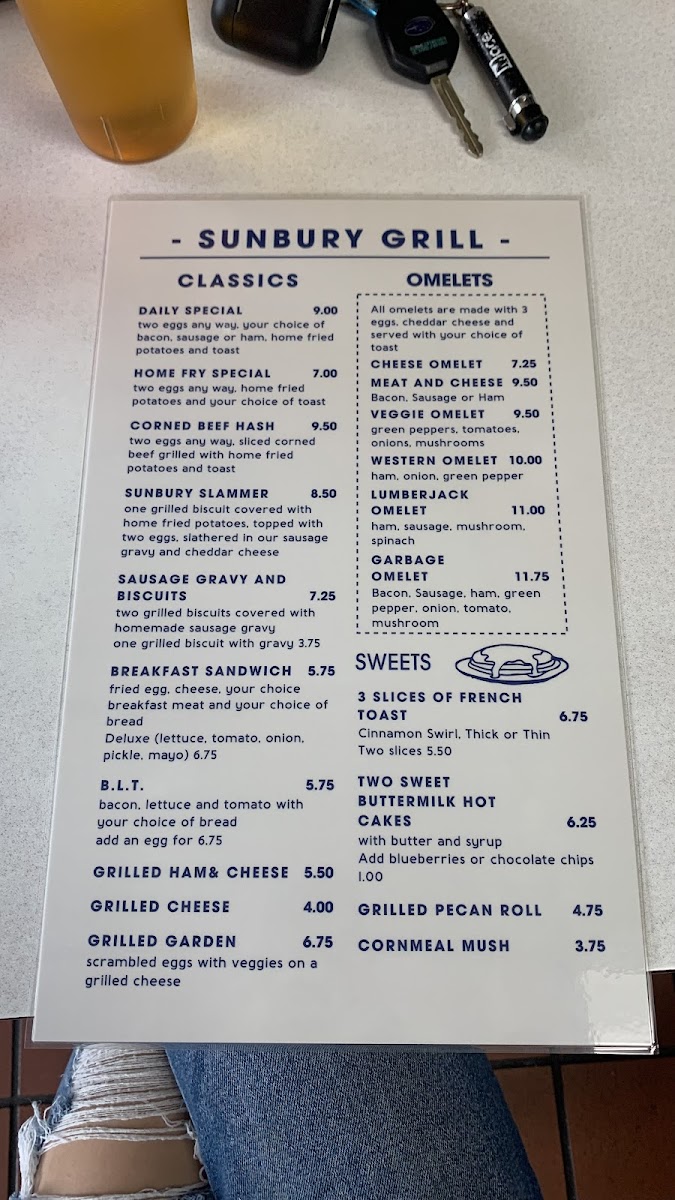 More
- SUNBURY GRILL -
CLASSICS
DAILY SPECIAL 9.00
two eggs any way, your choice of
bacon, sausage or ham, home fried
potatoes and toast
HOME FRY SPECIAL 7.00
two eggs any way, home fried
potatoes and your choice of toast
CORNED BEEF HASH 9.50
two eggs any way, sliced corned
beef grilled with home fried
potatoes and toast
SUNBURY SLAMMER 8.50
one grilled biscuit covered with
home fried potatoes, topped with
two eggs, slathered in our sausage
gravy and cheddar cheese
SAUSAGE GRAVY AND
BISCUITS 7.25
two grilled biscuits covered with
homemade sausage gravy
one grilled biscuit with gravy 3.75
BREAKFAST SANDWICH 5.75
fried egg, cheese, your choice
breakfast meat and your choice of
bread
Deluxe (lettuce, tomato, onion,
pickle, mayo) 6.75
B.L.T. 5.75
bacon, lettuce and tomato with
your choice of bread
add an egg for 6.75
GRILLED HAM& CHEESE 5.50
GRILLED CHEESE 4.00
GRILLED GARDEN 6.75
scrambled eggs with veggies on a
grilled cheese
OMELETS
All omelets are made with 3
eggs, cheddar cheese and
served with your choice of
toast
CHEESE OMELET 7.25
MEAT AND CHEESE 9.50
Bacon, Sausage or Ham
VEGGIE OMELET 9.50
green peppers, tomatoes,
onions, mushrooms
WESTERN OMELET 10.00
ham, onion, green pepper
LUMBERJACK
OMELET 11.00
ham, sausage, mushroom,
spinach
GARBAGE
OMELET 11.75
Bacon, Sausage, ham, green
pepper, onion, tomato,
mushroom
SWEETS
3 SLICES OF FRENCH
TOAST 6.75
Cinnamon Swirl, Thick or Thin
Two slices 5.50
TWO SWEET
BUTTERMILK HOT
CAKES 6.25
with butter and syrup
Add blueberries or chocolate chips
1.00
GRILLED PECAN ROLL 4.75
CORNMEAL MUSH 3.75